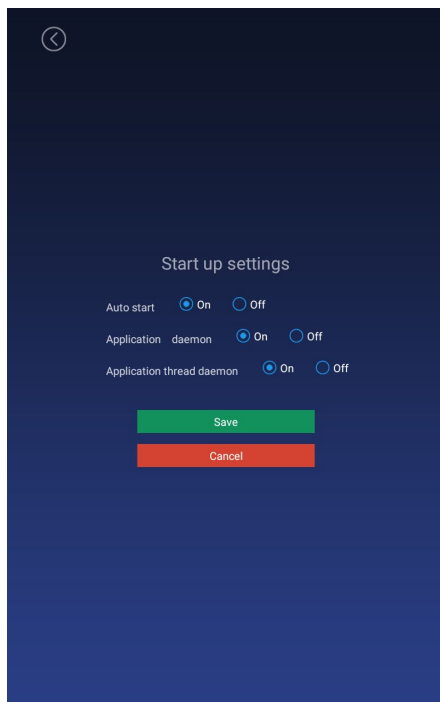 Start up settings
Auto start On Off
Application daemon On Off
Application thread daemon On Off
Save
Cancel